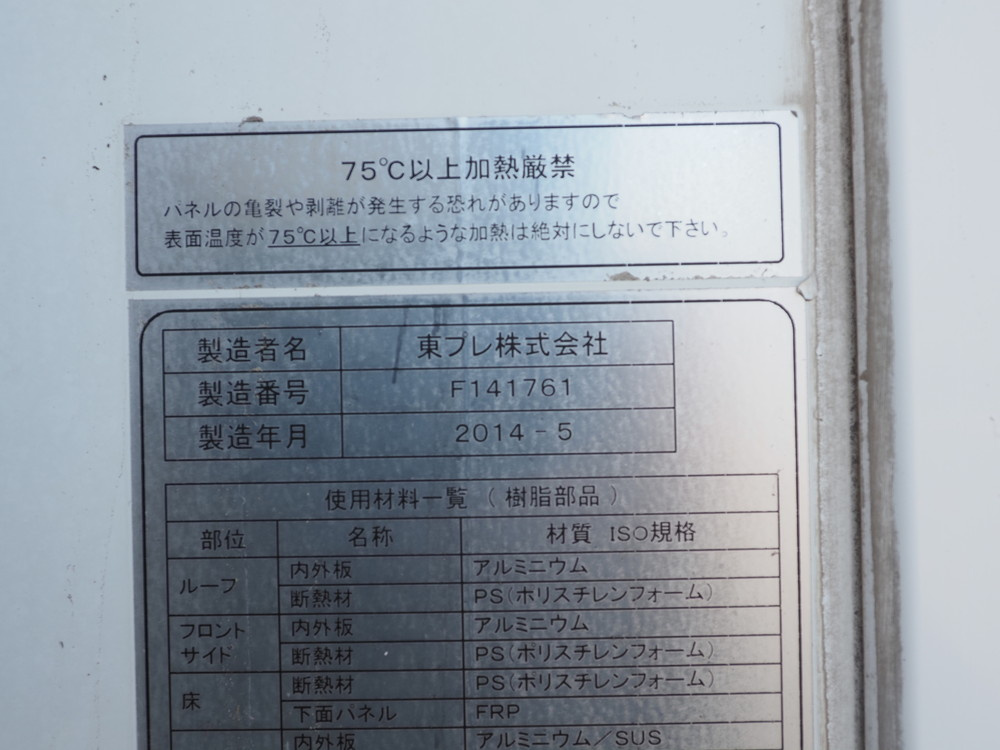 75℃以上加熱厳禁
パネルの亀裂や剥離が発生する恐れがありますので
表面温度が75℃以上になるような加熱は絶対にしないで下さい。
製造者名 東プレ株式会社
製造番号 F141761
製造年月 2014-5
使用材料一覧(樹脂部品)
部位 名称 材質 ISO規格
ルーフ 内外板 アルミニウム
断熱材 PS(ポリスチレンフォーム)
フロント 内外板 アルミニウム
サイド 断熱材 PS(ポリスチレンフォーム)
床 断熱材 PS(ポリスチレンフォーム)
下面パネル FRP
内外板 アルミニウム/SUS